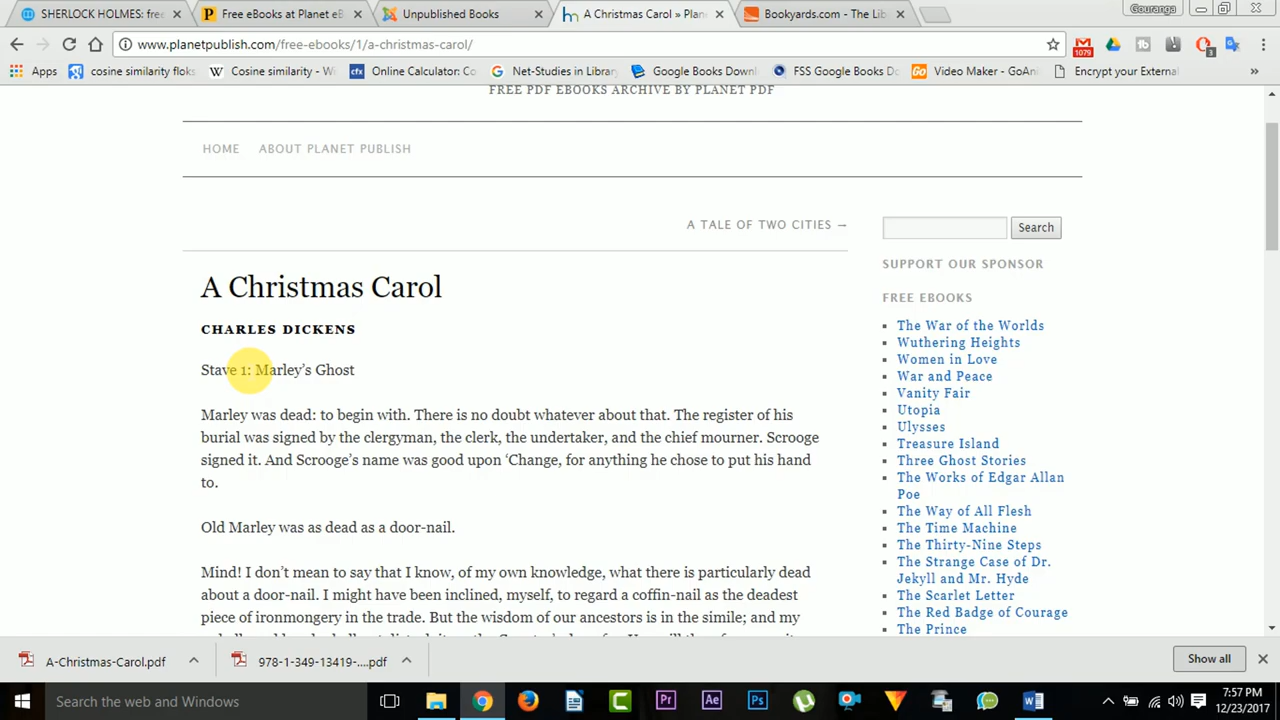 SHERLOCK HOLMES: free
Free eBooks at Planet eB
Unpublished Books
A Christmas Carol » Plan
Bookyards.com - The Lib
Gouranga
www.planetpublish.com/free-ebooks/1/a-christmas-carol/
1079
3
Apps
cosine similarity floks
Cosine similarity - Wi
Online Calculator: Co
Net-Studies in Library
Google Books Down
FSS Google Books Do
Video Maker - GoAni
Encrypt your External
FREE PDF EBOOKS ARCHIVE BY PLANET PDF
HOME
ABOUT PLANET PUBLISH
A TALE OF TWO CITIES →
Search
SUPPORT OUR SPONSOR
A Christmas Carol
CHARLES DICKENS
Stave 1: Marley’s Ghost
Marley was dead: to begin with. There is no doubt whatever about that. The register of his
burial was signed by the clergyman, the clerk, the undertaker, and the chief mourner. Scrooge
signed it. And Scrooge’s name was good upon ‘Change, for anything he chose to put his hand
to.
Old Marley was as dead as a door-nail.
Mind! I don’t mean to say that I know, of my own knowledge, what there is particularly dead
about a door-nail. I might have been inclined, myself, to regard a coffin-nail as the deadest
piece of ironmongery in the trade. But the wisdom of our ancestors is in the simile; and my
FREE EBOOKS
The War of the Worlds
Wuthering Heights
Women in Love
War and Peace
Vanity Fair
Utopia
Ulysses
Treasure Island
Three Ghost Stories
The Works of Edgar Allan
Poe
The Way of All Flesh
The Time Machine
The Thirty-Nine Steps
The Strange Case of Dr.
Jekyll and Mr. Hyde
The Scarlet Letter
The Red Badge of Courage
The Prince
A-Christmas-Carol.pdf
978-1-349-13419-....pdf
Show all
Search the web and Windows
7:57 PM
12/23/2017